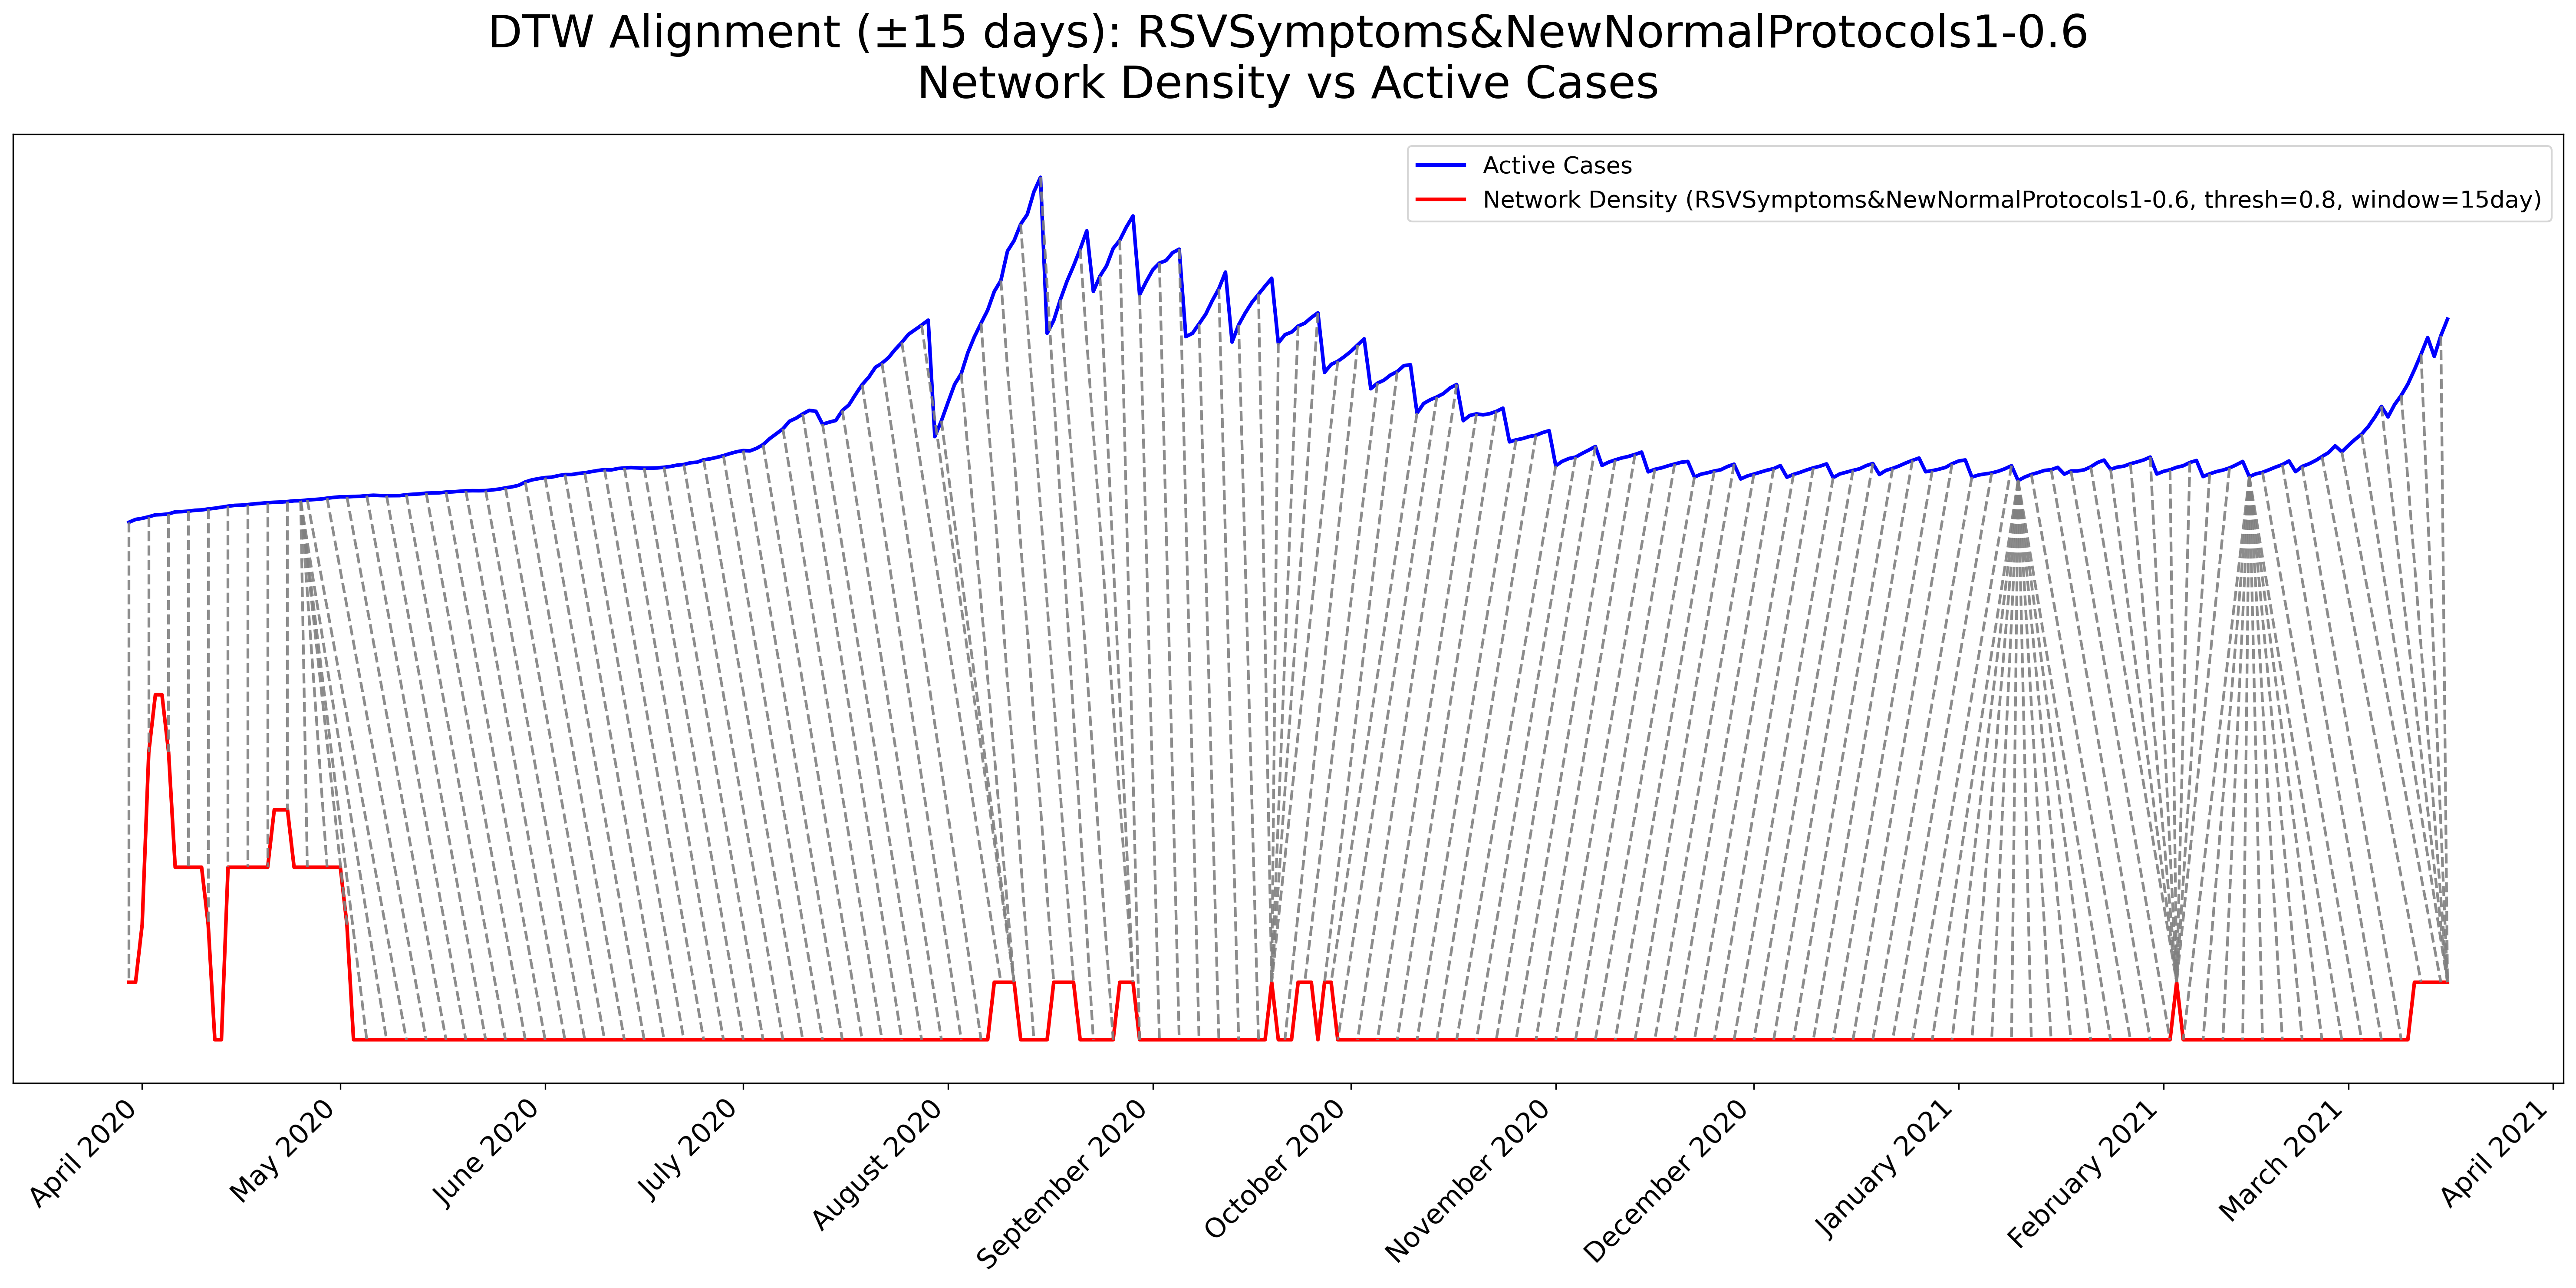 DTW Alignment (±15 days): RSVSymptoms&NewNormalProtocols1-0.6
Network Density vs Active Cases
Active Cases
Network Density (RSVSymptoms&NewNormalProtocols1-0.6, thresh=0.8, window=15day)
April 2020
May 2020
June 2020
July 2020
August 2020
September 2020
October 2020
November 2020
December 2020
January 2021
February 2021
March 2021
April 2021